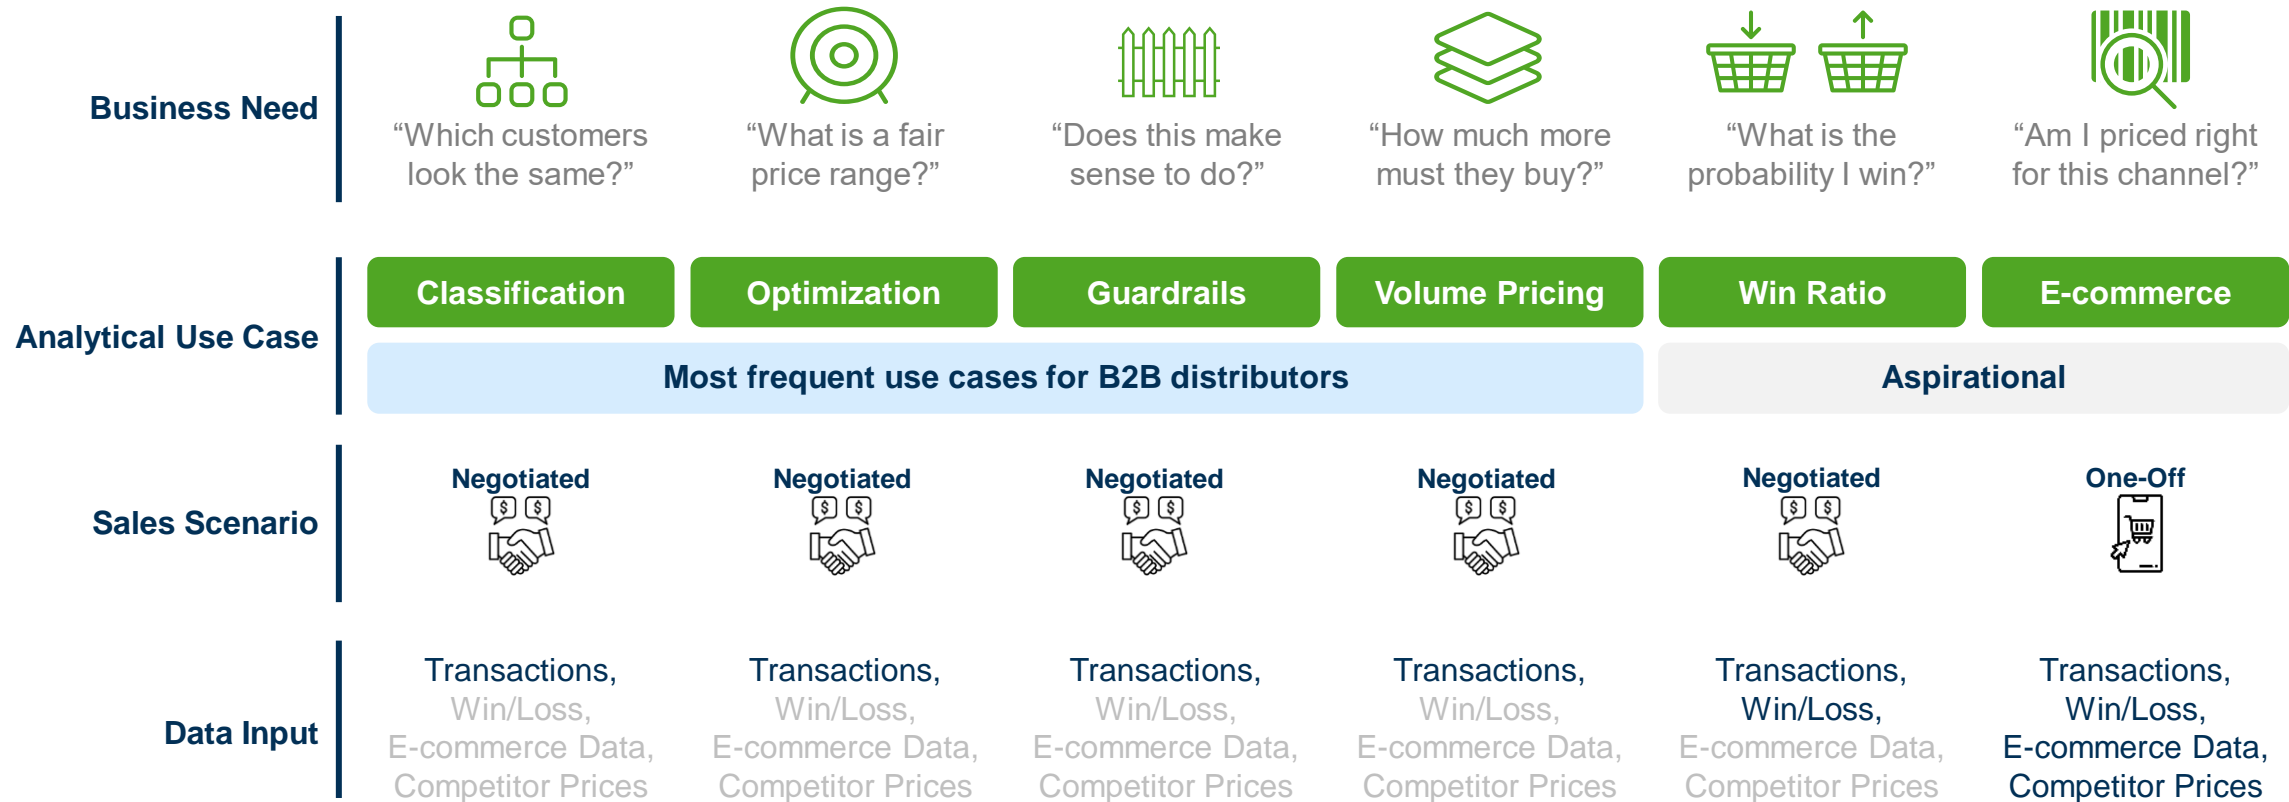 Business Need
“Which customers
look the same?”
“What is a fair
price range?”
“Does this make
sense to do?”
“How much more
must they buy?”
“What is the
probability I win?”
“Am I priced right
for this channel?”
Analytical Use Case
Classification
Optimization
Guardrails
Volume Pricing
Win Ratio
E-commerce
Most frequent use cases for B2B distributors
Aspirational
Sales Scenario
Negotiated
$ $
Negotiated
$ $
Negotiated
$ $
Negotiated
$ $
Negotiated
$ $
One-Off
Data Input
Transactions,
Win/Loss,
E-commerce Data,
Competitor Prices
Transactions,
Win/Loss,
E-commerce Data,
Competitor Prices
Transactions,
Win/Loss,
E-commerce Data,
Competitor Prices
Transactions,
Win/Loss,
E-commerce Data,
Competitor Prices
Transactions,
Win/Loss,
E-commerce Data,
Competitor Prices
Transactions,
Win/Loss,
E-commerce Data,
Competitor Prices